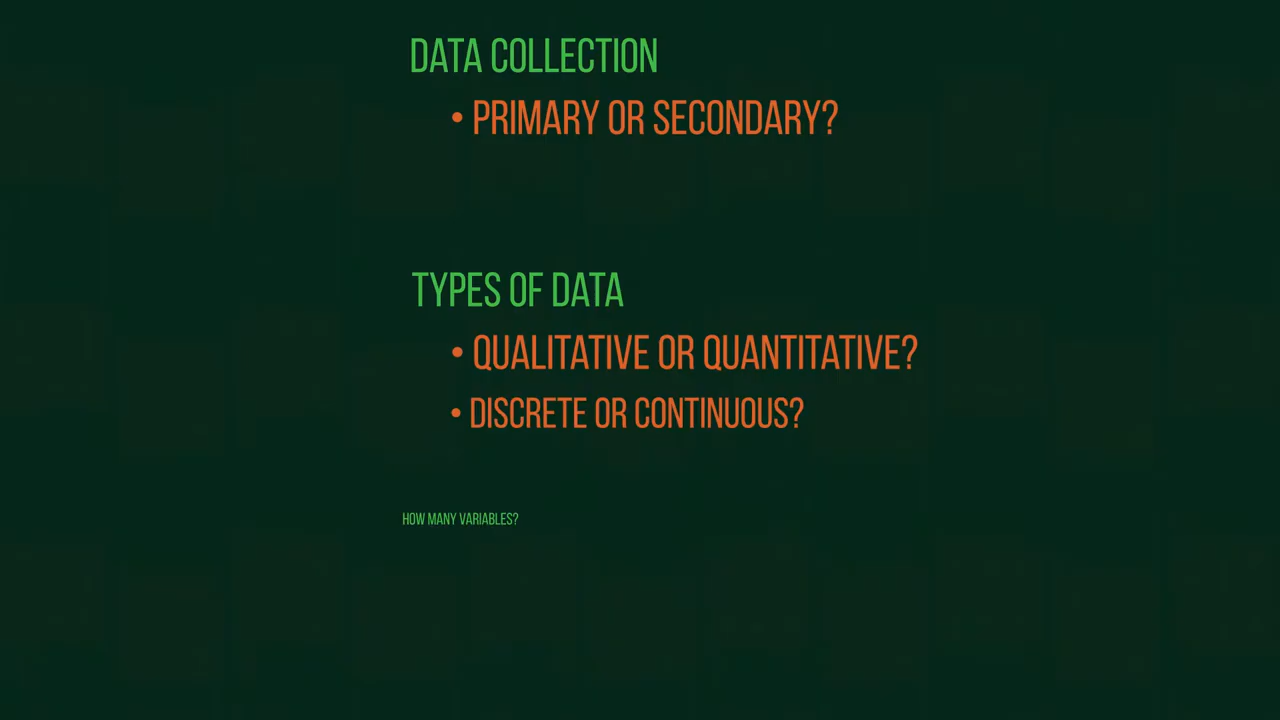 DATA COLLECTION
• PRIMARY OR SECONDARY?
TYPES OF DATA
• QUALITATIVE OR QUANTITATIVE?
• DISCRETE OR CONTINUOUS?
HOW MANY VARIABLES?